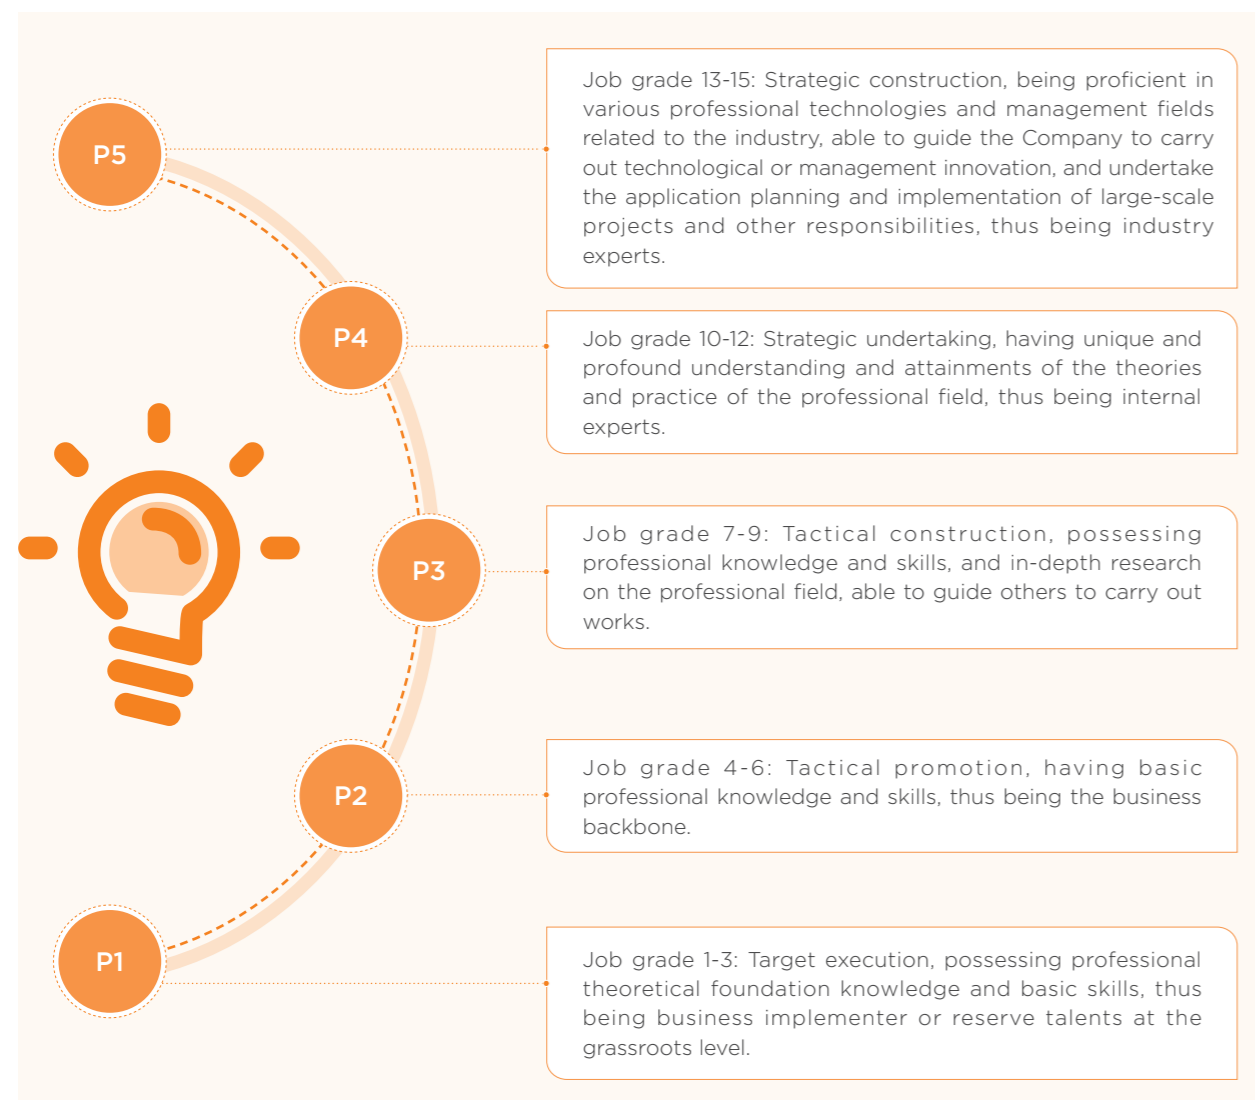 P5
Job grade 13-15: Strategic construction, being proficient in
various professional technologies and management fields
related to the industry, able to guide the Company to carry
out technological or management innovation, and undertake
the application planning and implementation of large-scale
projects and other responsibilities, thus being industry
experts.
P4
Job grade 10-12: Strategic undertaking, having unique and
profound understanding and attainments of the theories
and practice of the professional field, thus being internal
experts.
P3
Job grade 7-9: Tactical construction, possessing
professional knowledge and skills, and in-depth research
on the professional field, able to guide others to carry out
works.
P2
Job grade 4-6: Tactical promotion, having basic
professional knowledge and skills, thus being the business
backbone.
P1
Job grade 1-3: Target execution, possessing professional
theoretical foundation knowledge and basic skills, thus
being business implementer or reserve talents at the
grassroots level.